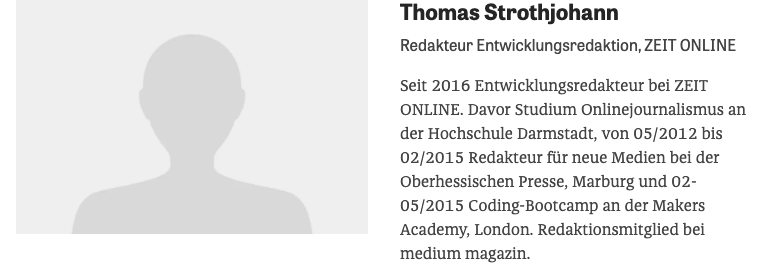 Thomas Strothjohann
Redakteur Entwicklungsredaktion, ZEIT ONLINE
Seit 2016 Entwicklungsredakteur bei ZEIT
ONLINE. Davor Studium Onlinejournalismus an
der Hochschule Darmstadt, von 05/2012 bis
02/2015 Redakteur für neue Medien bei der
Oberhessischen Presse, Marburg und 02-
05/2015 Coding-Bootcamp an der Makers
Academy, London. Redaktionsmitglied bei
medium magazin.